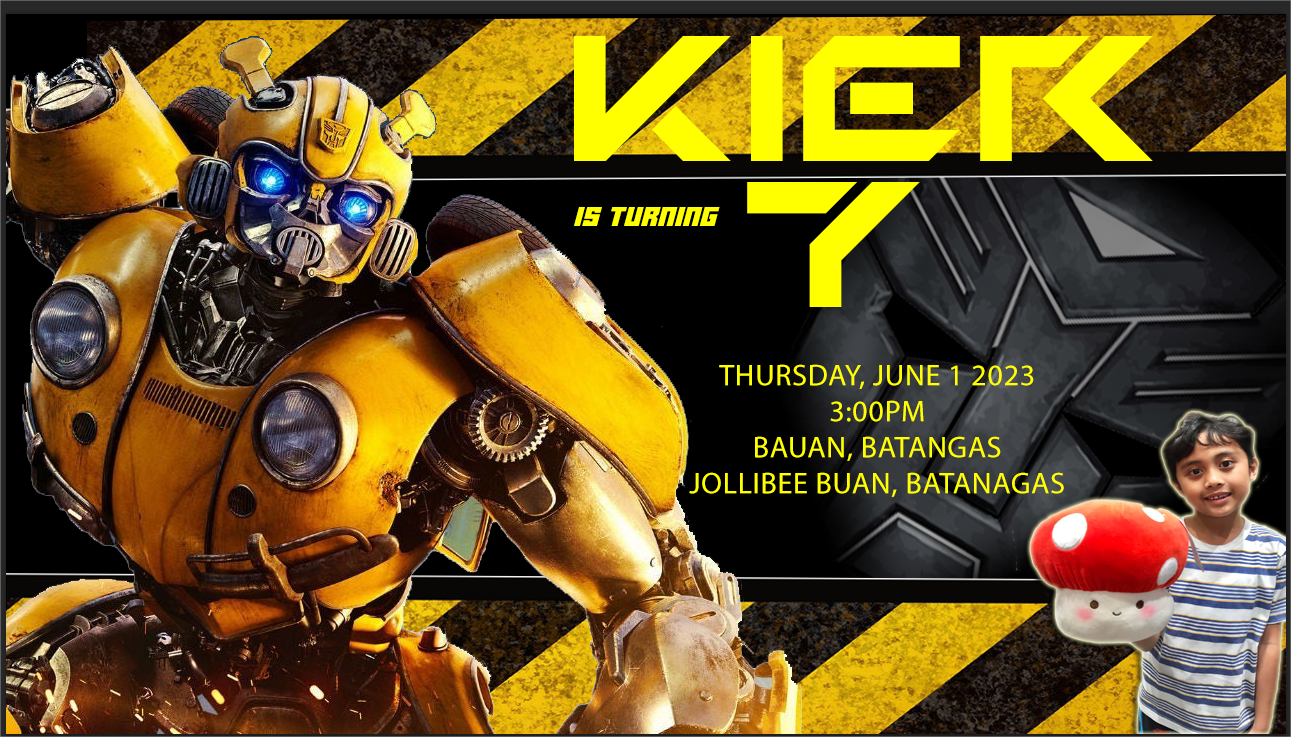 KIER
IS TURNING 7
THURSDAY, JUNE 1 2023
3:00PM
BAUAN, BATANGAS
JOLLIBEE BUAN, BATANAGAS